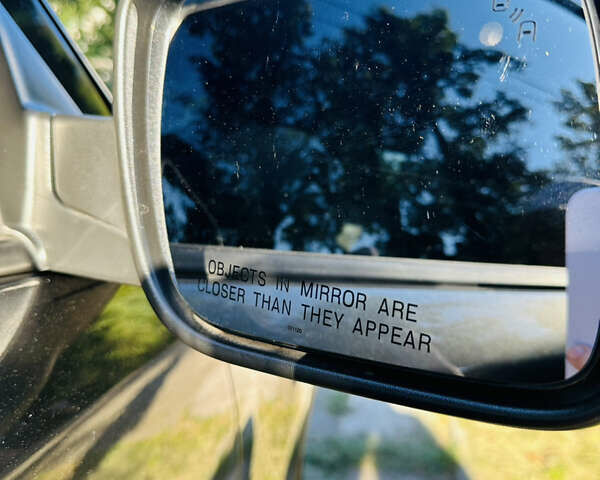 OBJECTS IN MIRROR ARE
CLOSER THAN THEY APPEAR